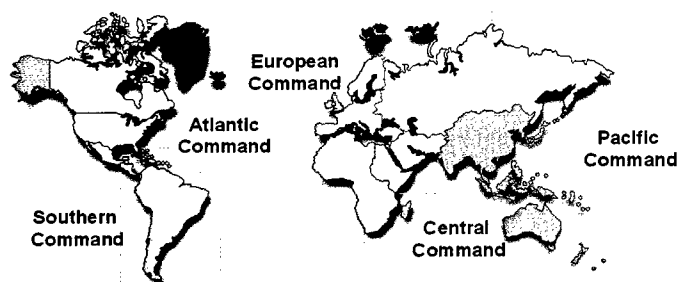 European
Command
Atlantic
Command
Pacific
Command
Southern
Command
Central
Command